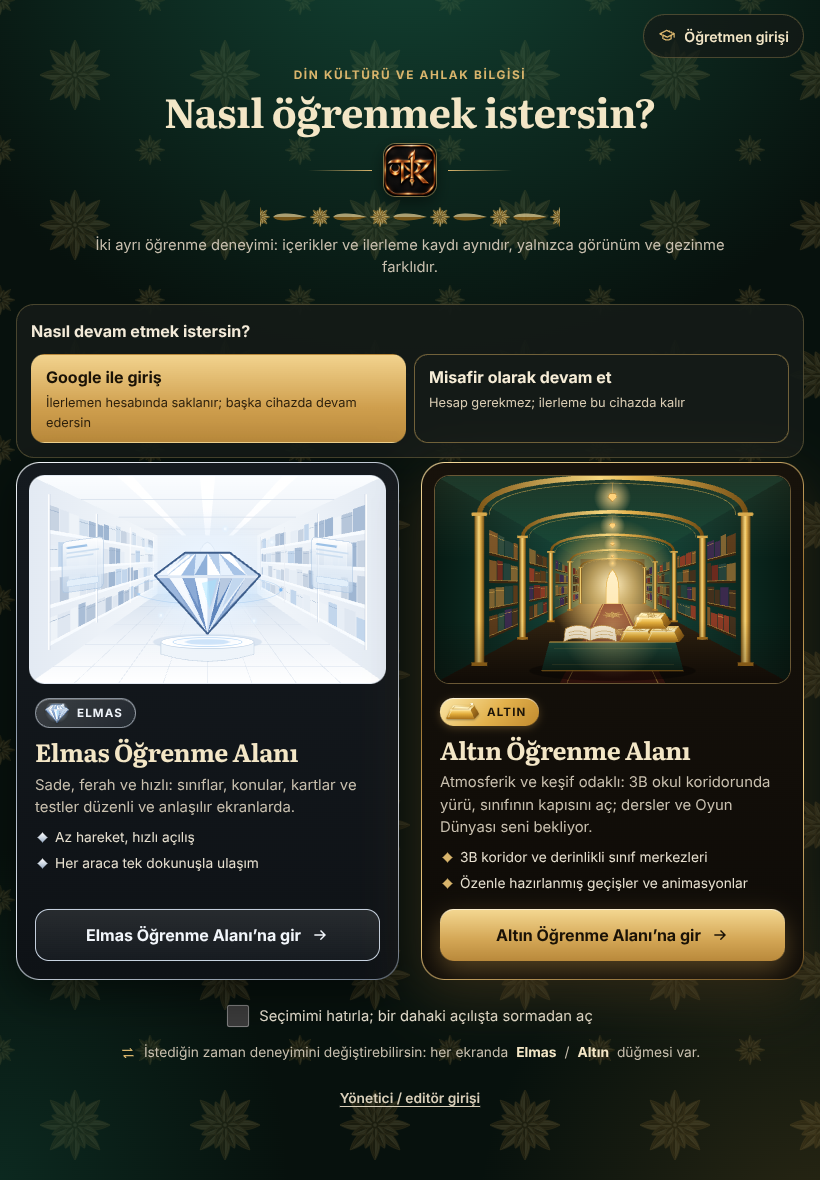 Öğretmen girişi
DİN KÜLTÜRÜ VE AHLAK BİLGİSİ
Nasıl öğrenmek istersin?
İki ayrı öğrenme deneyimi: içerikler ve ilerleme kaydı aynıdır, yalnızca görünüm ve gezinme
farklıdır.
Nasıl devam etmek istersin?
Google ile giriş
İlerlemen hesabında saklanır; başka cihazda devam
edersin
Misafir olarak devam et
Hesap gerekmez; ilerleme bu cihazda kalır
ELMAS
Elmas Öğrenme Alanı
Sade, ferah ve hızlı: sınıflar, konular, kartlar ve
testler düzenli ve anlaşılır ekranlarda.
Az hareket, hızlı açılış
Her araca tek dokunuşla ulaşım
Elmas Öğrenme Alanı’na gir →
ALTIN
Altın Öğrenme Alanı
Atmosferik ve keşif odaklı: 3B okul koridorunda
yürü, sınıfının kapısını aç; dersler ve Oyun
Dünyası seni bekliyor.
3B koridor ve derinlikli sınıf merkezleri
Özenle hazırlanmış geçişler ve animasyonlar
Altın Öğrenme Alanı’na gir →
Seçimimi hatırla; bir dahaki açılışta sormadan aç
İstediğin zaman deneyimini değiştirebilirsin: her ekranda Elmas / Altın düğmesi var.
Yönetici / editör girişi